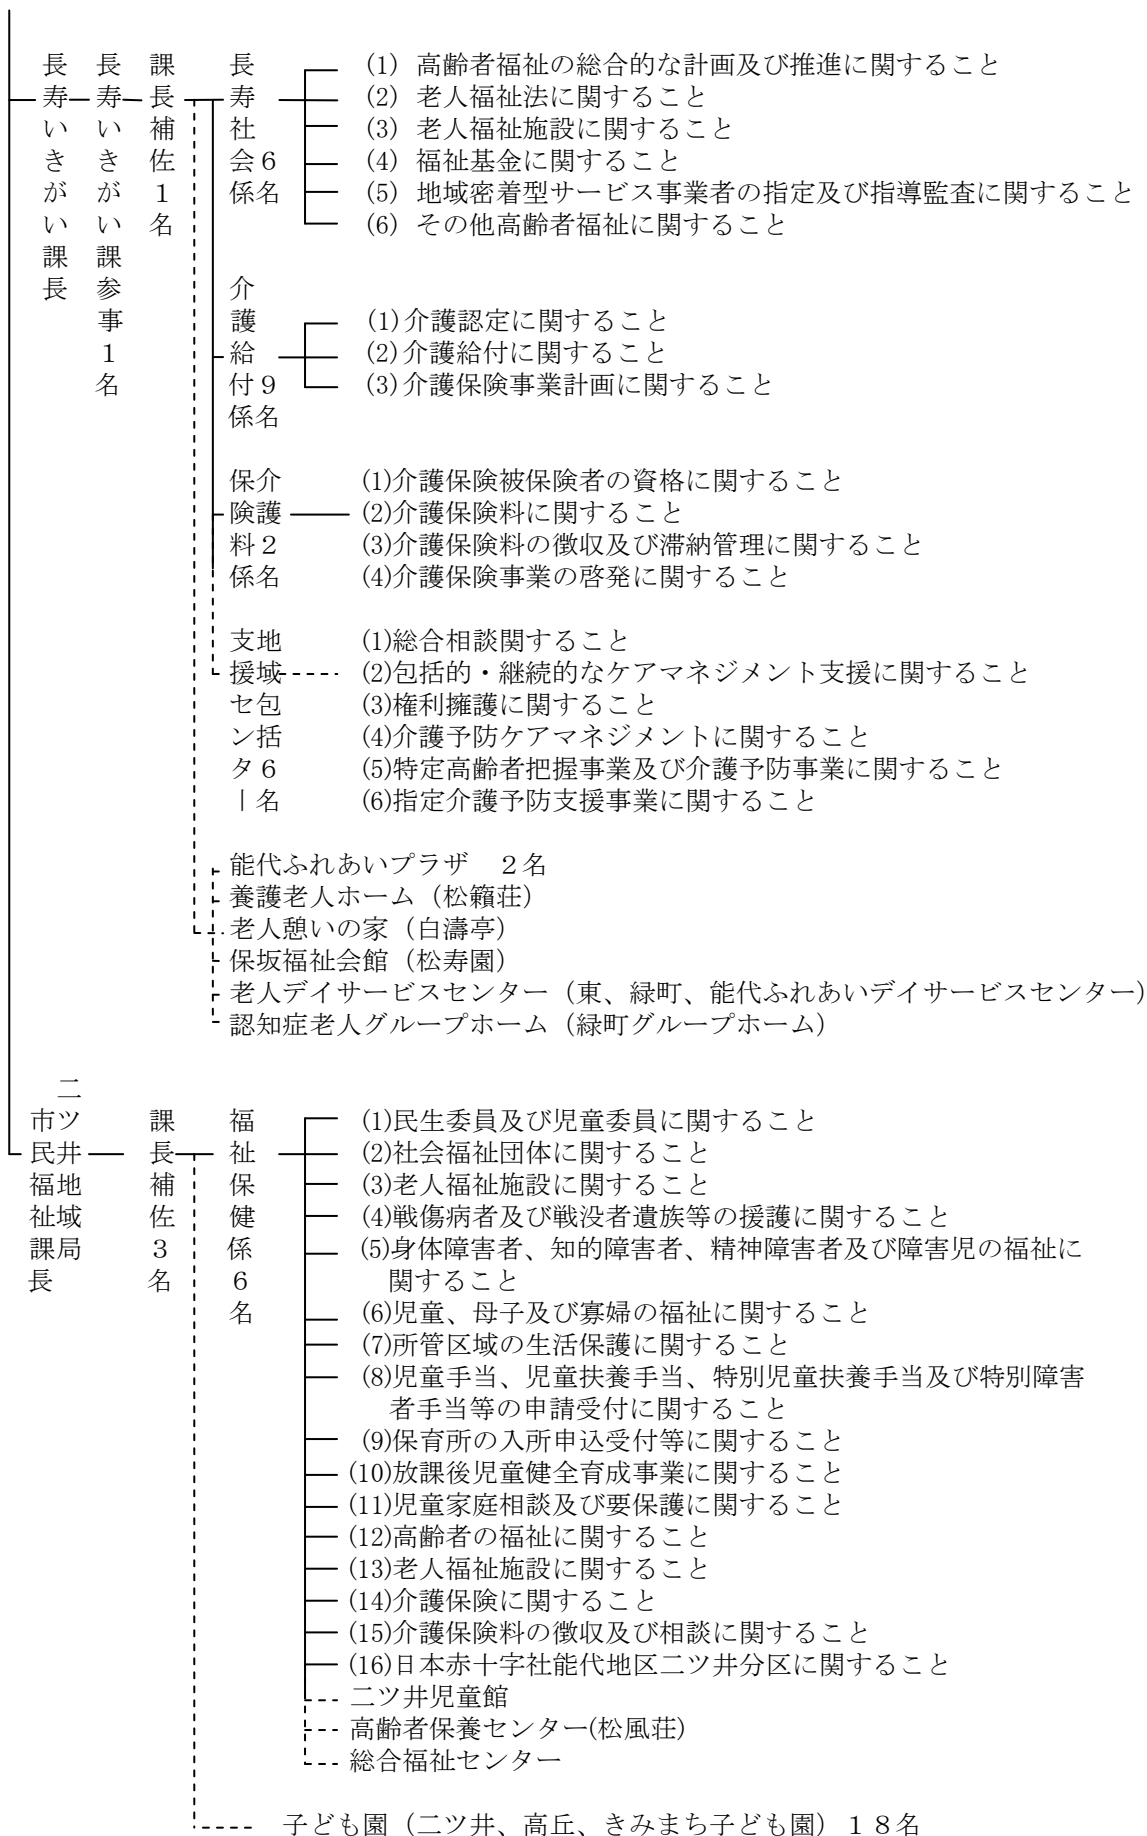 長寿いきがい課長
長寿いきがい課参事1名
課長補佐1名
長寿社会係 6名
(1) 高齢者福祉の総合的な計画及び推進に関すること
(2) 老人福祉法に関すること
(3) 老人福祉施設に関すること
(4) 福祉基金に関すること
(5) 地域密着型サービス事業者の指定及び指導監査に関すること
(6) その他高齢者福祉に関すること
介護給付係 9名
(1)介護認定に関すること
(2)介護給付に関すること
(3)介護保険事業計画に関すること
介護保険料係 2名
(1)介護保険被保険者の資格に関すること
(2)介護保険料に関すること
(3)介護保険料の徴収及び滞納管理に関すること
(4)介護保険事業の啓発に関すること
地域包括支援センター 6名
(1)総合相談関すること
(2)包括的・継続的なケアマネジメント支援に関すること
(3)権利擁護に関すること
(4)介護予防ケアマネジメントに関すること
(5)特定高齢者把握事業及び介護予防事業に関すること
(6)指定介護予防支援事業に関すること
能代ふれあいプラザ 2名
養護老人ホーム(松籟荘)
老人憩いの家(白濤亭)
保坂福祉会館(松寿園)
老人デイサービスセンター(東、緑町、能代ふれあいデイサービスセンター)
認知症老人グループホーム(緑町グループホーム)
二ツ井地域局
市民福祉課長
課長補佐3名
福祉保健係6名
(1)民生委員及び児童委員に関すること
(2)社会福祉団体に関すること
(3)老人福祉施設に関すること
(4)戦傷病者及び戦没者遺族等の援護に関すること
(5)身体障害者、知的障害者、精神障害者及び障害児の福祉に
関すること
(6)児童、母子及び寡婦の福祉に関すること
(7)所管区域の生活保護に関すること
(8)児童手当、児童扶養手当、特別児童扶養手当及び特別障害
者手当等の申請受付に関すること
(9)保育所の入所申込受付等に関すること
(10)放課後児童健全育成事業に関すること
(11)児童家庭相談及び要保護に関すること
(12)高齢者の福祉に関すること
(13)老人福祉施設に関すること
(14)介護保険に関すること
(15)介護保険料の徴収及び相談に関すること
(16)日本赤十字社能代地区二ツ井分区に関すること
二ツ井児童館
高齢者保養センター(松風荘)
総合福祉センター
子ども園(二ツ井、高丘、きみまち子ども園)18名